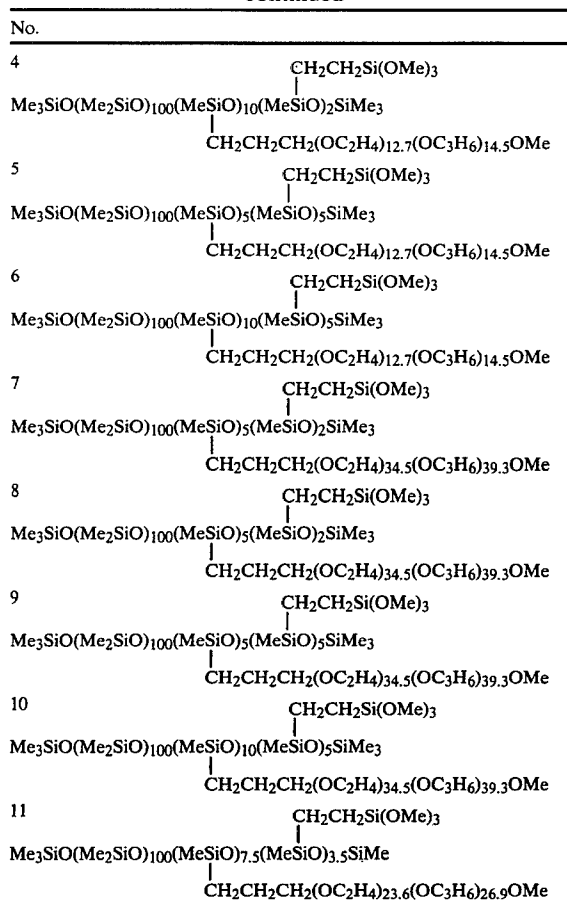 No.
4
CH2CH2Si(OMe)3
Me3SiO(Me2SiO)100(MeSiO)10(MeSiO)2SiMe3
CH2CH2CH2(OC2H4)12.7(OC3H6)14.5OMe
5
CH2CH2Si(OMe)3
Me3SiO(Me2SiO)100(MeSiO)5(MeSiO)5SiMe3
CH2CH2CH2(OC2H4)12.7(OC3H6)14.5OMe
6
CH2CH2Si(OMe)3
Me3SiO(Me2SiO)100(MeSiO)10(MeSiO)5SiMe3
CH2CH2CH2(OC2H4)12.7(OC3H6)14.5OMe
7
CH2CH2Si(OMe)3
Me3SiO(Me2SiO)100(MeSiO)5(MeSiO)2SiMe3
CH2CH2CH2(OC2H4)34.5(OC3H6)39.3OMe
8
CH2CH2Si(OMe)3
Me3SiO(Me2SiO)100(MeSiO)5(MeSiO)2SiMe3
CH2CH2CH2(OC2H4)34.5(OC3H6)39.3OMe
9
CH2CH2Si(OMe)3
Me3SiO(Me2SiO)100(MeSiO)5(MeSiO)5SiMe3
CH2CH2CH2(OC2H4)34.5(OC3H6)39.3OMe
10
CH2CH2Si(OMe)3
Me3SiO(Me2SiO)100(MeSiO)10(MeSiO)5SiMe3
CH2CH2CH2(OC2H4)34.5(OC3H6)39.3OMe
11
CH2CH2Si(OMe)3
Me3SiO(Me2SiO)100(MeSiO)7.5(MeSiO)3.5SiMe
CH2CH2CH2(OC2H4)23.6(OC3H6)26.9OMe